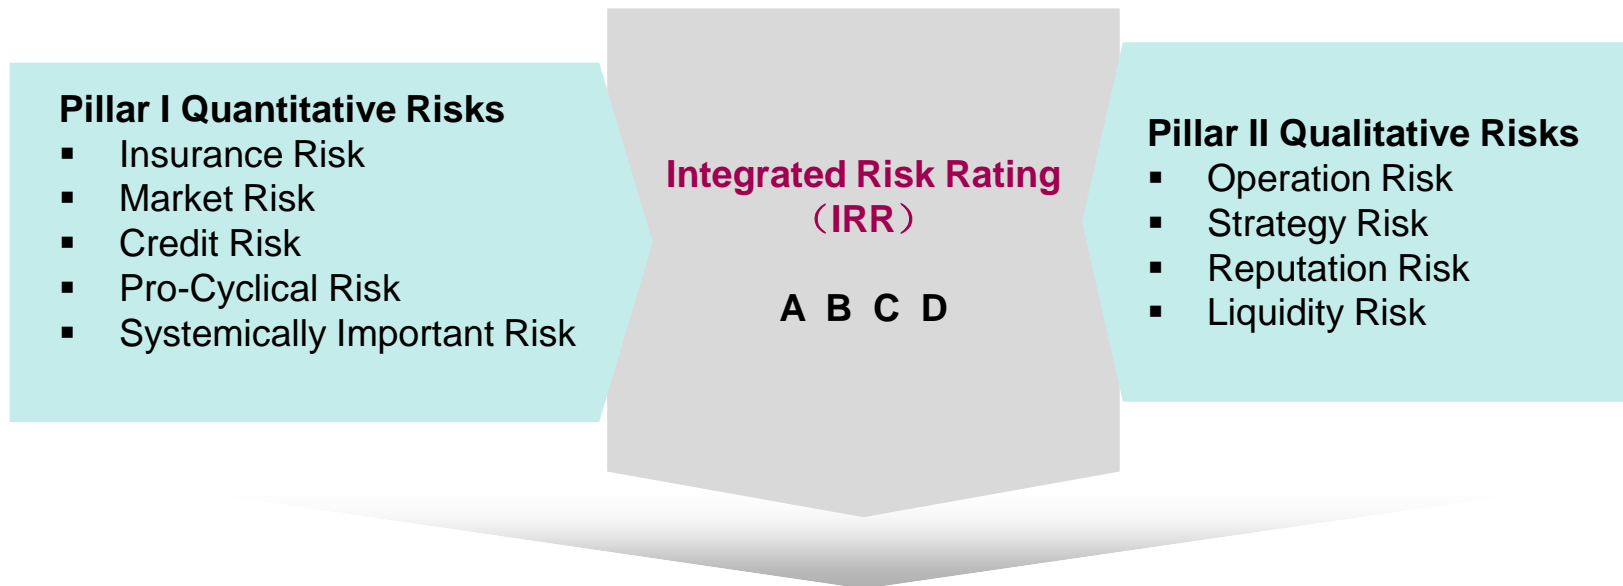 Pillar I Quantitative Risks
▪ Insurance Risk
▪ Market Risk
▪ Credit Risk
▪ Pro-Cyclical Risk
▪ Systemically Important Risk
Integrated Risk Rating
（IRR）
A B C D
Pillar II Qualitative Risks
▪ Operation Risk
▪ Strategy Risk
▪ Reputation Risk
▪ Liquidity Risk